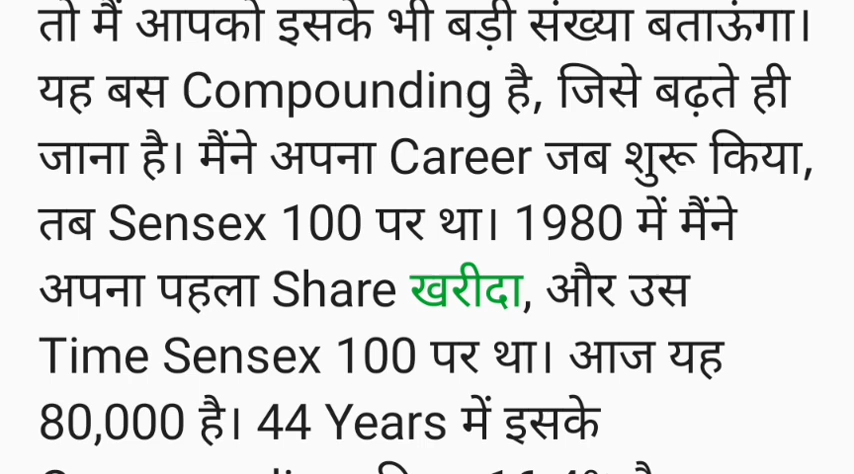 तो मैं आपको इसके भी बड़ी संख्या बताऊंगा।
यह बस Compounding है, जिसे बढ़ते ही
जाना है। मैंने अपना Career जब शुरू किया,
तब Sensex 100 पर था। 1980 में मैंने
अपना पहला Share खरीदा, और उस
Time Sensex 100 पर था। आज यह
80,000 है। 44 Years में इसके